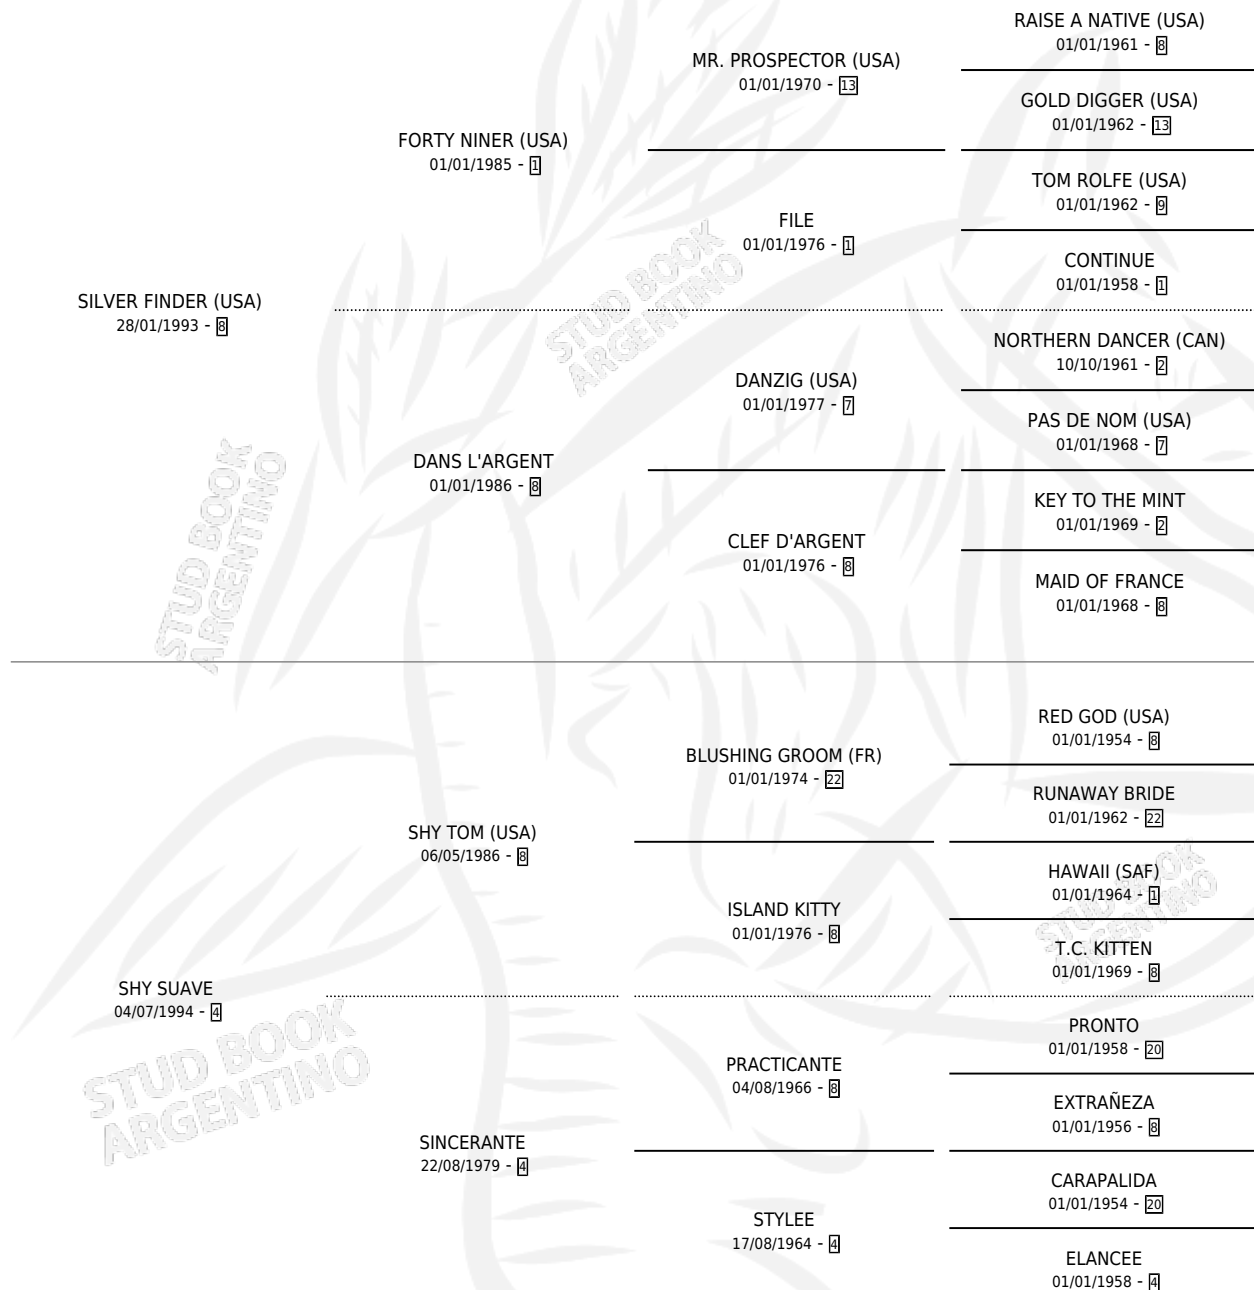 RAISE A NATIVE (USA)
01/01/1961 - 8
MR. PROSPECTOR (USA)
01/01/1970 - 13
GOLD DIGGER (USA)
01/01/1962 - 13
FORTY NINER (USA)
01/01/1985 - 1
TOM ROLFE (USA)
01/01/1962 - 9
FILE
01/01/1976 - 1
CONTINUE
01/01/1958 - 1
SILVER FINDER (USA)
28/01/1993 - 8
NORTHERN DANCER (CAN)
10/10/1961 - 2
DANZIG (USA)
01/01/1977 - 7
PAS DE NOM (USA)
01/01/1968 - 7
DANS L'ARGENT
01/01/1986 - 8
KEY TO THE MINT
01/01/1969 - 2
CLEF D'ARGENT
01/01/1976 - 8
MAID OF FRANCE
01/01/1968 - 8
RED GOD (USA)
01/01/1954 - 8
BLUSHING GROOM (FR)
01/01/1974 - 22
RUNAWAY BRIDE
01/01/1962 - 22
SHY TOM (USA)
06/05/1986 - 8
HAWAII (SAF)
01/01/1964 - 1
ISLAND KITTY
01/01/1976 - 8
T.C. KITTEN
01/01/1969 - 8
SHY SUAVE
04/07/1994 - 4
PRONTO
01/01/1958 - 20
PRACTICANTE
04/08/1966 - 8
EXTRAÑEZA
01/01/1956 - 8
SINCERANTE
22/08/1979 - 4
CARAPALIDA
01/01/1954 - 20
STYLEE
17/08/1964 - 4
ELANCEE
01/01/1958 - 4
STUD BOOK
ARGENTINO
STUD BOOK
ARGENTINO
STUD BOOK
ARGENTINO
STUD BOOK
ARGENTINO